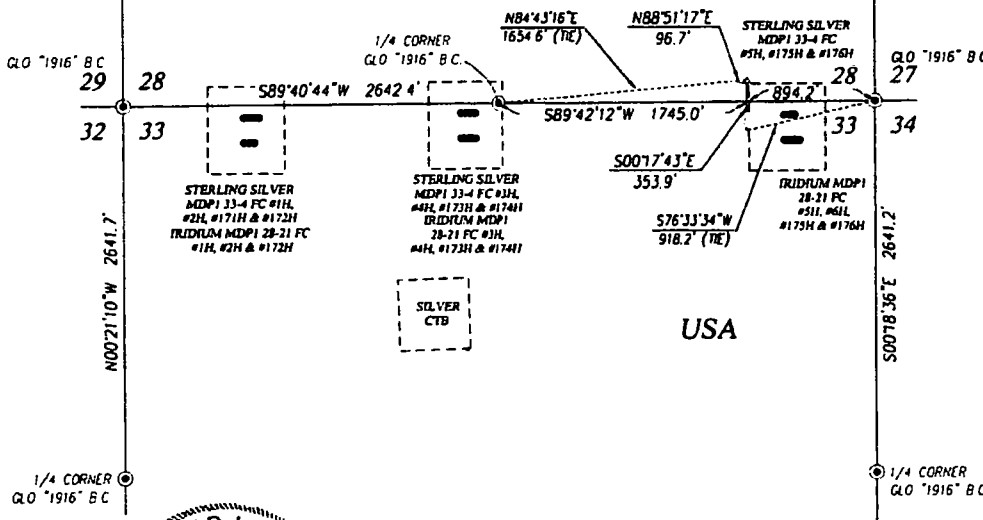 N84°43'16"E
1654.6' (TIE)
N88°51'17"E
96.7'
STERLING SILVER
MDP1 33-4 FC
#5H, #175H & #176H
1/4 CORNER
GLO "1916" B.C.
GLO "1916" B.C
GLO "1916" B.C
29 28
28 27
S89°40'44"W 2642.4'
894.2'
S89°42'12"W 1745.0'
32 33
33 34
S00°17'43"E
353.9'
STERLING SILVER
MDP1 33-4 FC #1H,
#2H, #171H & #172H
IRIDIUM MDP1 28-21 FC
#1H, #2H & #172H
STERLING SILVER
MDP1 33-4 FC #3H,
#4H, #173H & #174H
IRIDIUM MDP1
28-21 FC #3H,
#4H, #173H & #174H
IRIDIUM MDP1
28-21 FC
#5H, #6H,
#175H & #176H
S76°33'34"W
918.2' (TIE)
N00°21'10"W 2641.7'
S00°18'36"E 2641.2'
SILVER
CTB
USA
1/4 CORNER
GLO "1916" B.C
1/4 CORNER
GLO "1916" B.C